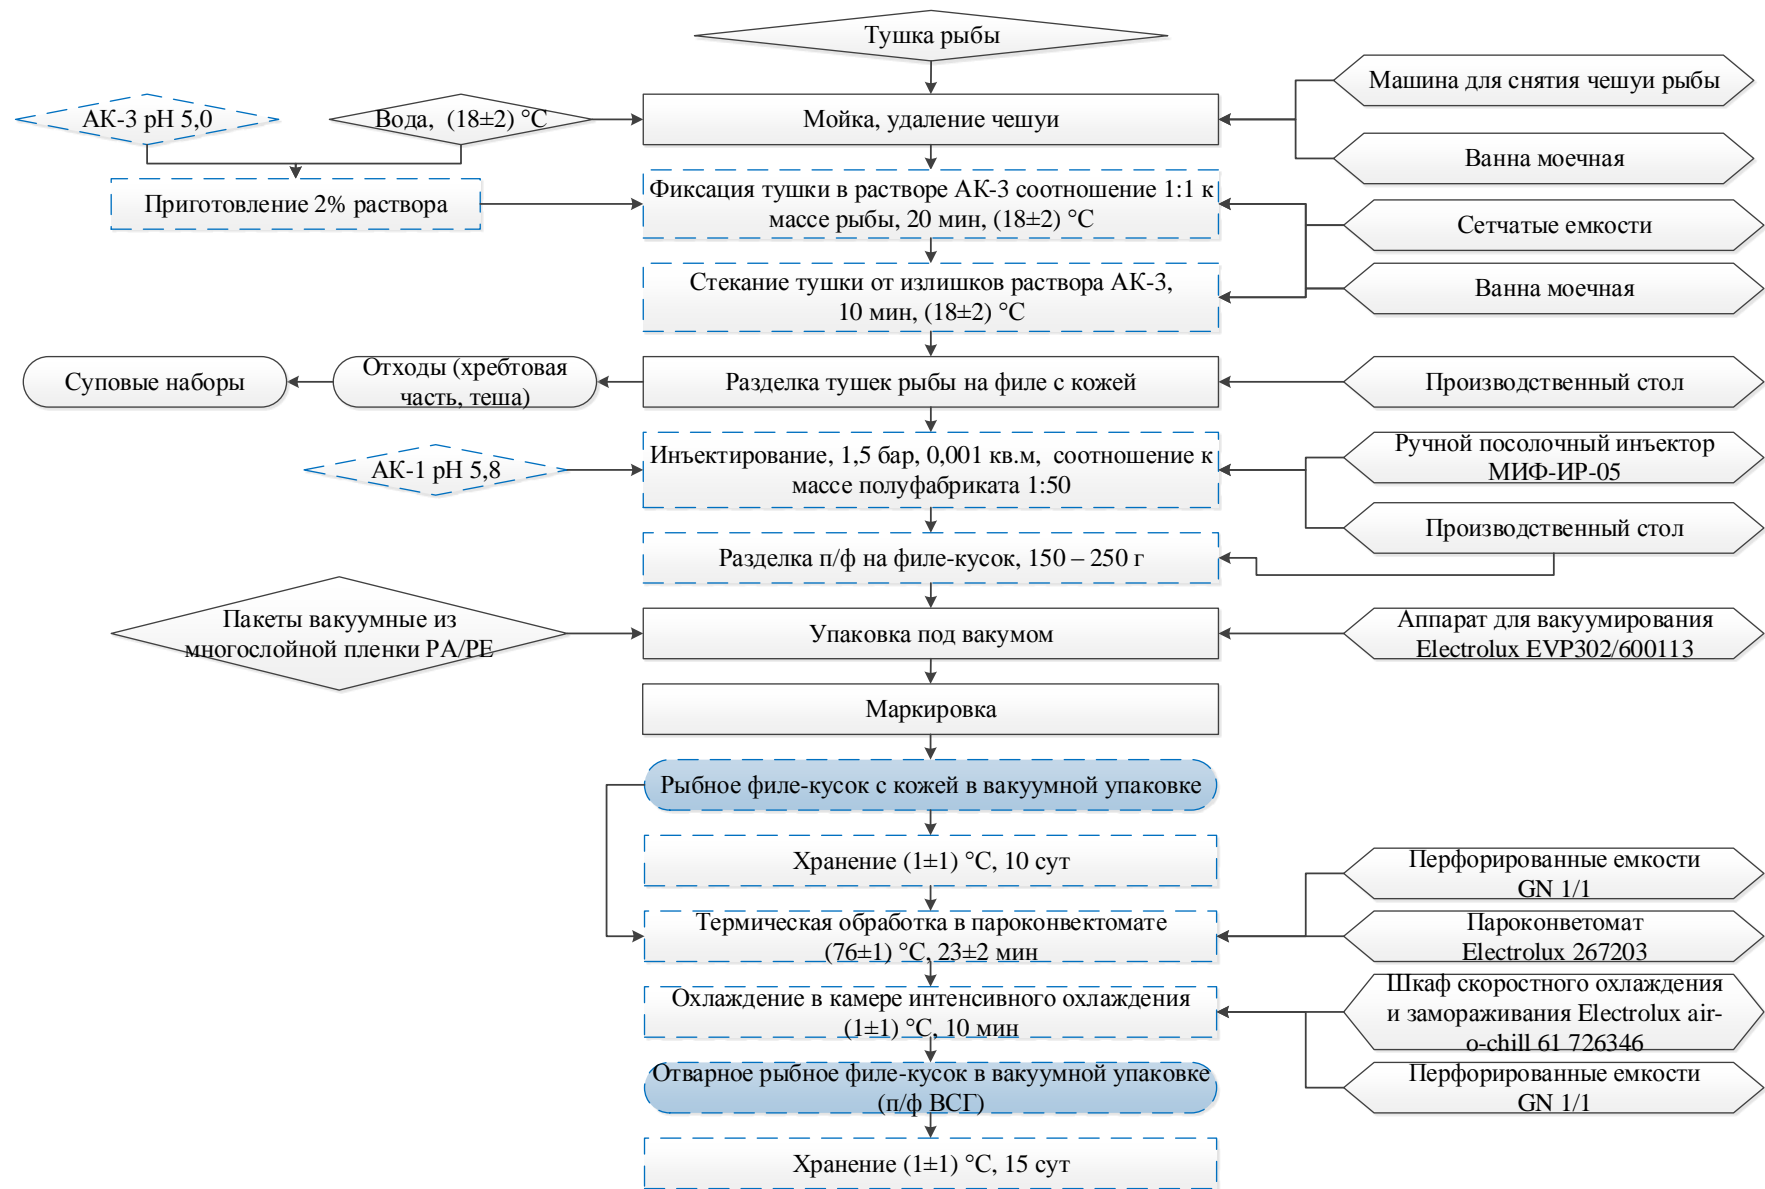 Тушка рыбы
Машина для снятия чешуи рыбы
АК-3 pH 5,0
Вода, (18±2) °С
Мойка, удаление чешуи
Ванна моечная
Приготовление 2% раствора
Фиксация тушки в растворе АК-3 соотношение 1:1 к
массе рыбы, 20 мин, (18±2) °С
Сетчатые емкости
Стекание тушки от излишков раствора АК-3,
10 мин, (18±2) °С
Ванна моечная
Суповые наборы
Отходы (хребтовая
часть, теша)
Разделка тушек рыбы на филе с кожей
Производственный стол
АК-1 pH 5,8
Инъектирование, 1,5 бар, 0,001 кв.м, соотношение к
массе полуфабриката 1:50
Ручной посолочный инъектор
МИФ-ИР-05
Производственный стол
Разделка п/ф на филе-кусок, 150 – 250 г
Пакеты вакуумные из
многослойной пленки PA/PE
Упаковка под вакумом
Аппарат для вакуумирования
Electrolux EVP302/600113
Маркировка
Рыбное филе-кусок с кожей в вакуумной упаковке
Хранение (1±1) °С, 10 сут
Перфорированные емкости
GN 1/1
Термическая обработка в пароконвектомате
(76±1) °С, 23±2 мин
Пароконветомат
Electrolux 267203
Охлаждение в камере интенсивного охлаждения
(1±1) °С, 10 мин
Шкаф скоростного охлаждения
и замораживания Electrolux air-
o-chill 61 726346
Отварное рыбное филе-кусок в вакуумной упаковке
(п/ф ВСГ)
Перфорированные емкости
GN 1/1
Хранение (1±1) °С, 15 сут